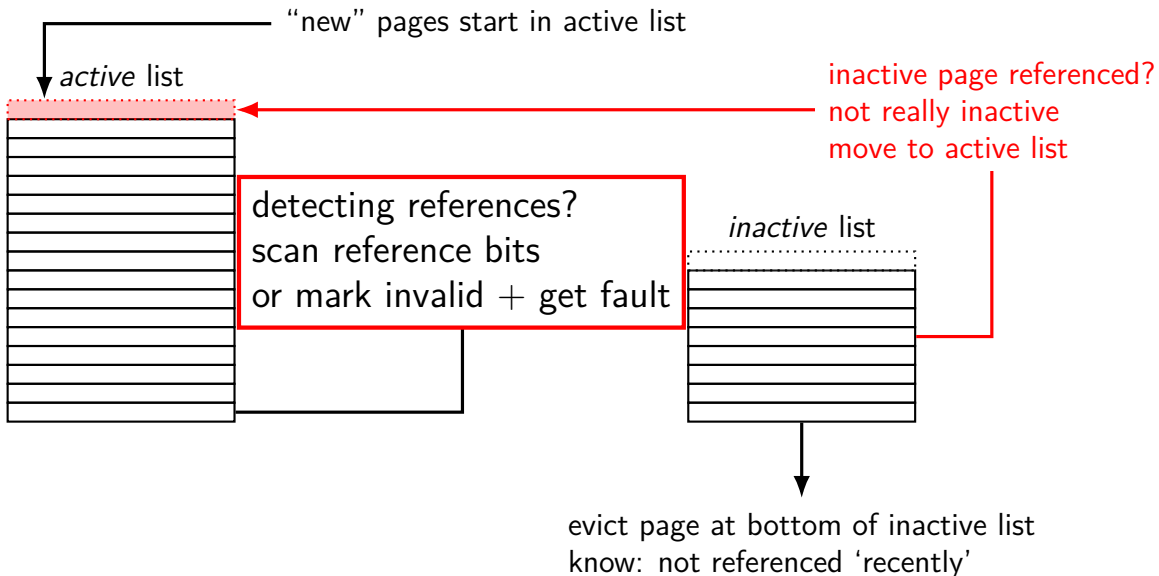 “new” pages start in active list
active list
inactive page referenced?
not really inactive
move to active list
detecting references?
scan reference bits
or mark invalid + get fault
inactive list
evict page at bottom of inactive list
know: not referenced ‘recently’